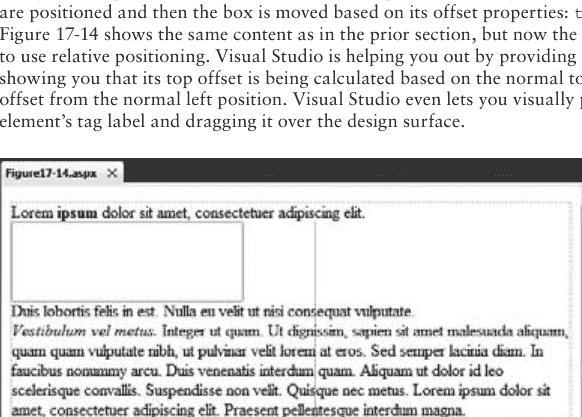 are positioned and then the box is moved based on its offset properties: t
Figure 17-14 shows the same content as in the prior section, but now the
to use relative positioning. Visual Studio is helping you out by providing
showing you that its top offset is being calculated based on the normal to
offset from the normal left position. Visual Studio even lets you visually p
element's tag label and dragging it over the design surface.
Figure17-14.aspx ×
Lorem ipsum dolor sit amet, consectetuer adipiscing elit.
Duis lobortis felis in est. Nulla eu velit ut nisi consequat vulputate.
Vestibulum vel metus. Integer ut quam. Ut dignissim, sapien sit amet malesuada aliquam,
quam quam vulputate nibh, ut pulvinar velit lorem at eros. Sed semper lacinia diam. In
faucibus nonummy arcu. Duis venenatis interdum quam. Aliquam ut dolor id leo
scelerisque convallis. Suspendisse non velit. Quisque nec metus. Lorem ipsum dolor sit
amet, consectetuer adipiscing elit. Praesent pellentesque interdum magna.